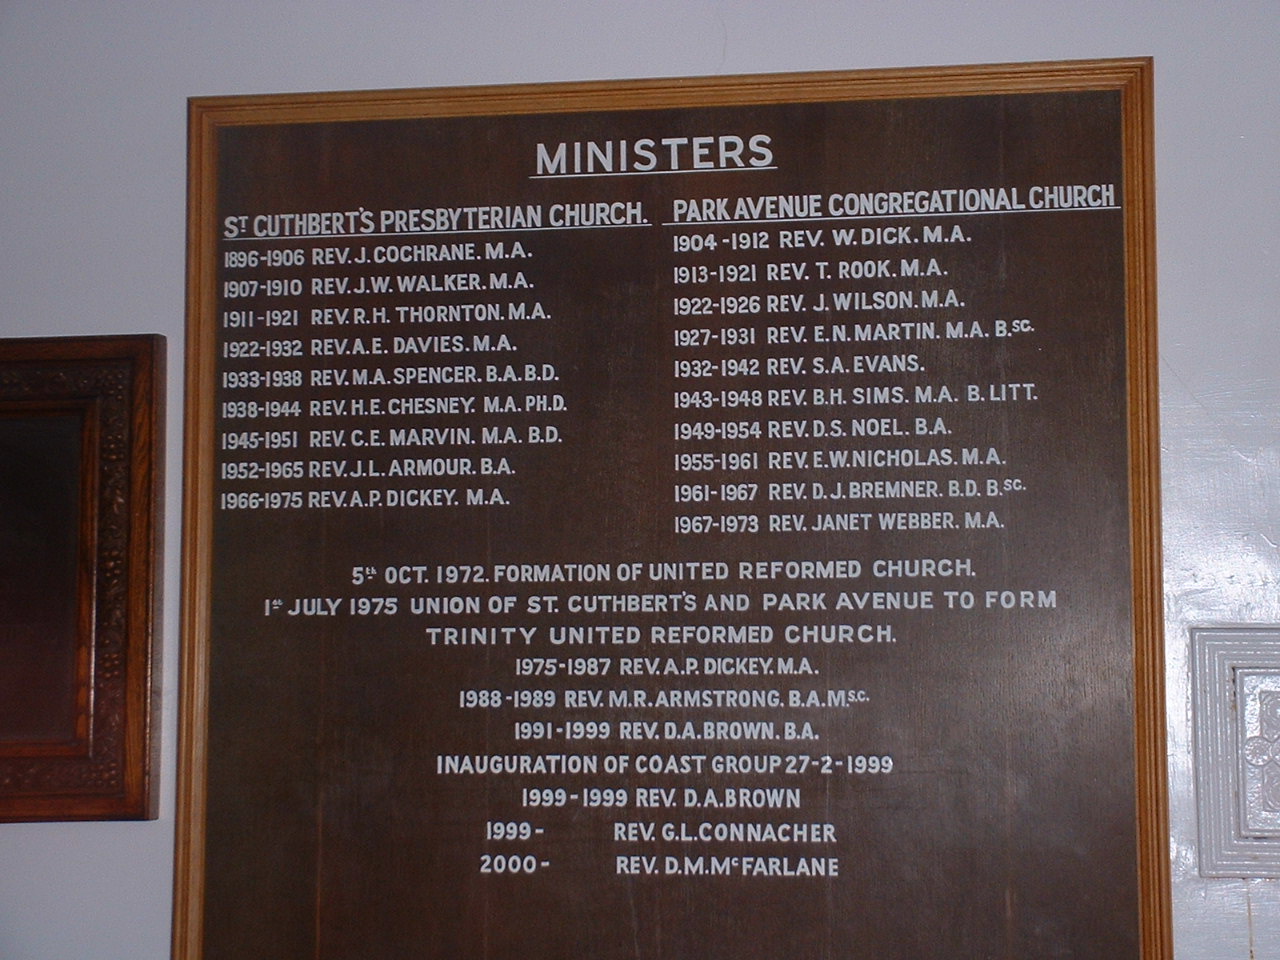 MINISTERS
ST CUTHBERT'S PRESBYTERIAN CHURCH.
1896-1906 REV. J. COCHRANE. M.A.
1907-1910 REV. J.W. WALKER. M.A.
1911-1921 REV. R.H. THORNTON. M.A.
1922-1932 REV. A.E. DAVIES. M.A.
1933-1938 REV. M.A. SPENCER. B.A. B.D.
1938-1944 REV. H.E. CHESNEY. M.A. PH.D.
1945-1951 REV. C.E. MARVIN. M.A. B.D.
1952-1965 REV. J.L. ARMOUR. B.A.
1966-1975 REV. A.P. DICKEY. M.A.
PARK AVENUE CONGREGATIONAL CHURCH
1904-1912 REV. W. DICK. M.A.
1913-1921 REV. T. ROOK. M.A.
1922-1926 REV. J. WILSON. M.A.
1927-1931 REV. E.N. MARTIN. M.A. B.SC.
1932-1942 REV. S.A. EVANS.
1943-1948 REV. B.H. SIMS. M.A. B. LITT.
1949-1954 REV. D.S. NOEL. B.A.
1955-1961 REV. E.W. NICHOLAS. M.A.
1961-1967 REV. D.J. BREMNER. B.D. B.SC.
1967-1973 REV. JANET WEBBER. M.A.
5th OCT. 1972. FORMATION OF UNITED REFORMED CHURCH.
1st JULY 1975 UNION OF ST. CUTHBERT'S AND PARK AVENUE TO FORM
TRINITY UNITED REFORMED CHURCH.
1975-1987 REV. A.P. DICKEY. M.A.
1988-1989 REV. M.R. ARMSTRONG. B.A. M.S.C.
1991-1999 REV. D.A. BROWN. B.A.
INAUGURATION OF COAST GROUP 27-2-1999
1999-1999 REV. D.A. BROWN
1999- REV. G.L. CONNACHER
2000- REV. D.M. McFARLANE